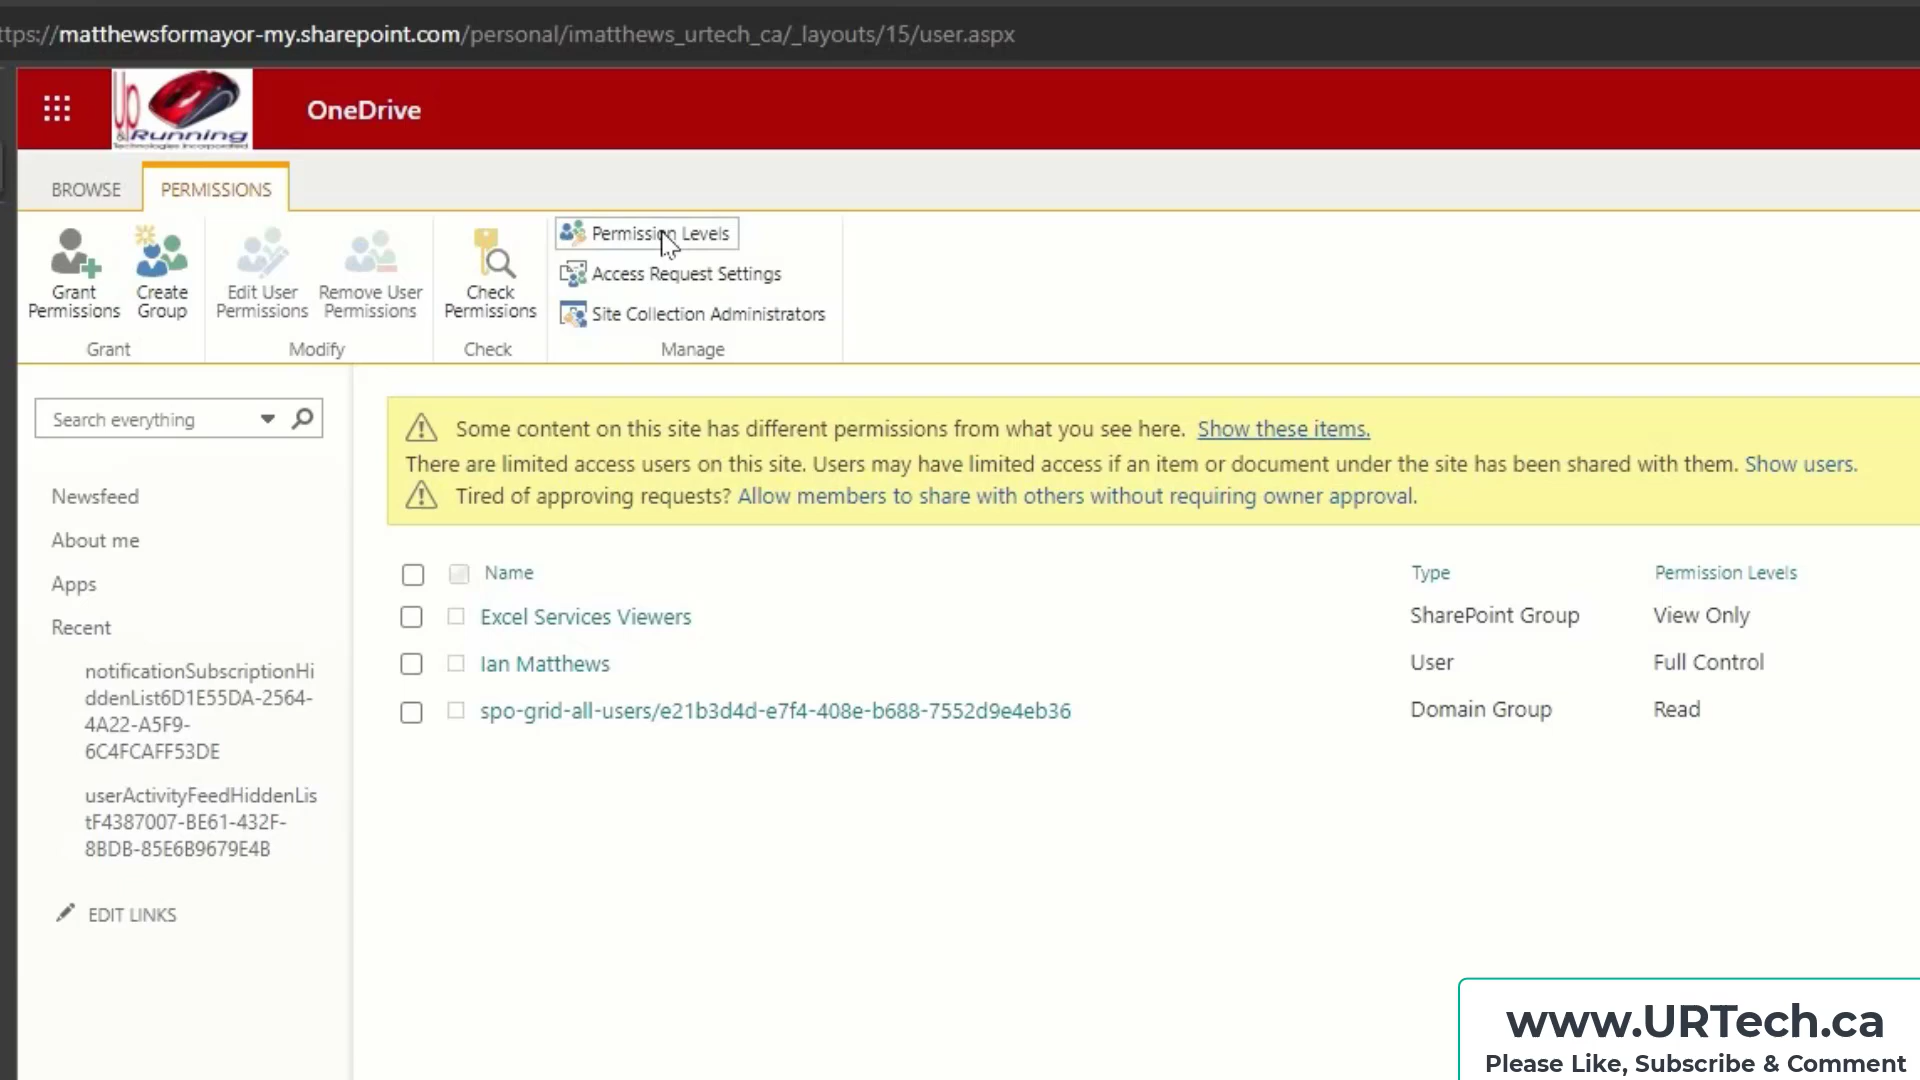 ttps://matthewsformayor-my.sharepoint.com/personal/imatthews_urtech_ca/_layouts/15/user.aspx
Up & Running
Technologies Incorporated
OneDrive
BROWSE
PERMISSIONS
Grant Permissions
Create Group
Grant
Edit User Permissions
Remove User Permissions
Modify
Check Permissions
Check
Permission Levels
Access Request Settings
Site Collection Administrators
Manage
Search everything
Newsfeed
About me
Apps
Recent
notificationSubscriptionHi
ddenList6D1E55DA-2564-
4A22-A5F9-
6C4FCAFF53DE
userActivityFeedHiddenLis
tF4387007-BE61-432F-
8BDB-85E6B9679E4B
EDIT LINKS
Some content on this site has different permissions from what you see here. Show these items.
There are limited access users on this site. Users may have limited access if an item or document under the site has been shared with them. Show users.
Tired of approving requests? Allow members to share with others without requiring owner approval.
Name Type Permission Levels
Excel Services Viewers SharePoint Group View Only
Ian Matthews User Full Control
spo-grid-all-users/e21b3d4d-e7f4-408e-b688-7552d9e4eb36 Domain Group Read
www.URTech.ca
Please Like, Subscribe & Comment